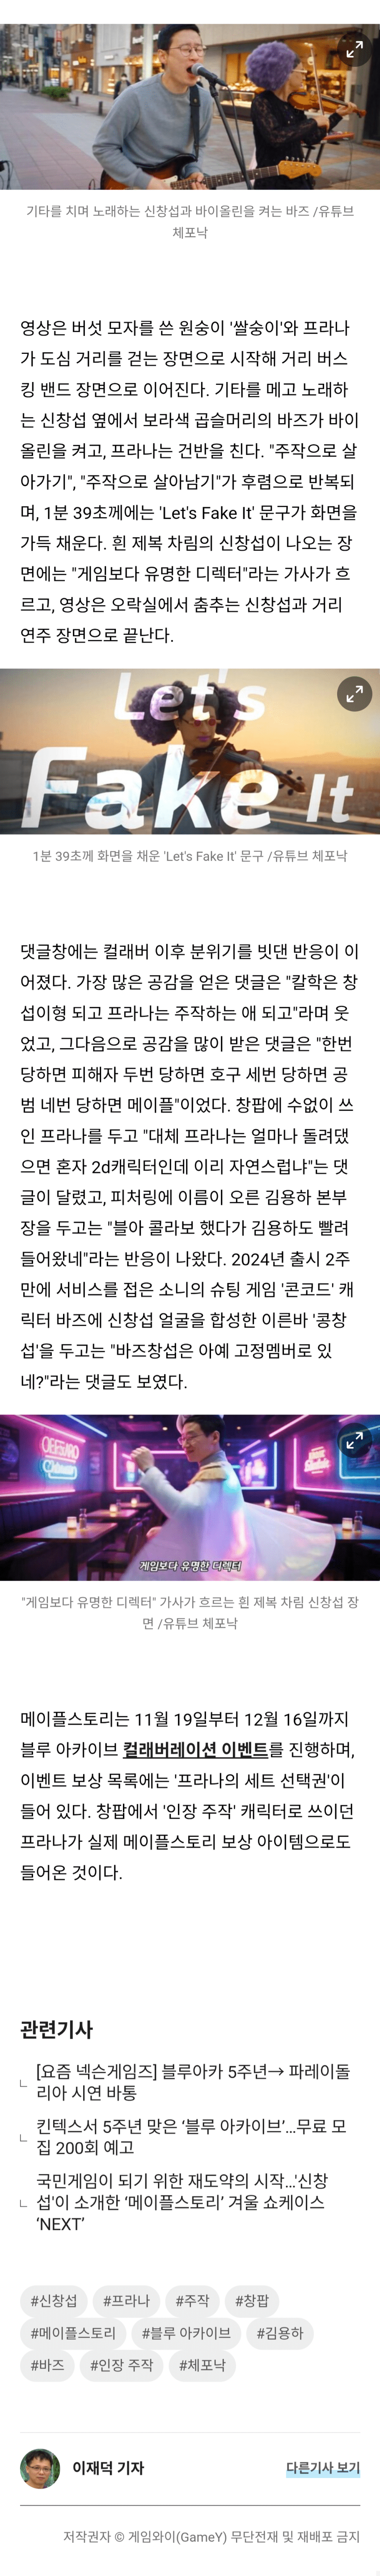 기타를 치며 노래하는 신창섭과 바이올린을 켜는 바즈 /유튜브
체포낙
영상은 버섯 모자를 쓴 원숭이 '쌀숭이'와 프라나
가 도심 거리를 걷는 장면으로 시작해 거리 버스
킹 밴드 장면으로 이어진다. 기타를 메고 노래하
는 신창섭 옆에서 보라색 곱슬머리의 바즈가 바이
올린을 켜고, 프라나는 건반을 친다. "주작으로 살
아가기", "주작으로 살아남기"가 후렴으로 반복되
며, 1분 39초께에는 'Let's Fake It' 문구가 화면을
가득 채운다. 흰 제복 차림의 신창섭이 나오는 장
면에는 "게임보다 유명한 디렉터"라는 가사가 흐
르고, 영상은 오락실에서 춤추는 신창섭과 거리
연주 장면으로 끝난다.
Let's
Fake It
1분 39초께 화면을 채운 'Let's Fake It' 문구 /유튜브 체포낙
댓글창에는 컬래버 이후 분위기를 빗댄 반응이 이
어졌다. 가장 많은 공감을 얻은 댓글은 "칼학은 창
섭이형 되고 프라나는 주작하는 애 되고"라며 웃
었고, 그다음으로 공감을 많이 받은 댓글은 "한번
당하면 피해자 두번 당하면 호구 세번 당하면 공
범 네번 당하면 메이플"이었다. 창팝에 수없이 쓰
인 프라나를 두고 "대체 프라나는 얼마나 돌려댔
으면 혼자 2d캐릭터인데 이리 자연스럽냐"는 댓
글이 달렸고, 피처링에 이름이 오른 김용하 본부
장을 두고는 "블아 콜라보 했다가 김용하도 빨려
들어왔네"라는 반응이 나왔다. 2024년 출시 2주
만에 서비스를 접은 소니의 슈팅 게임 '콘코드' 캐
릭터 바즈에 신창섭 얼굴을 합성한 이른바 '콩창
섭'을 두고는 "바즈창섭은 아예 고정멤버로 있
네?"라는 댓글도 보였다.
게임보다 유명한 디렉터
"게임보다 유명한 디렉터" 가사가 흐르는 흰 제복 차림 신창섭 장
면 /유튜브 체포낙
메이플스토리는 11월 19일부터 12월 16일까지
블루 아카이브 컬래버레이션 이벤트를 진행하며,
이벤트 보상 목록에는 '프라나의 세트 선택권'이
들어 있다. 창팝에서 '인장 주작' 캐릭터로 쓰이던
프라나가 실제 메이플스토리 보상 아이템으로도
들어온 것이다.
관련기사
[요즘 넥슨게임즈] 블루아카 5주년→ 파레이돌
리아 시연 바통
킨텍스서 5주년 맞은 ‘블루 아카이브’...무료 모
집 200회 예고
국민게임이 되기 위한 재도약의 시작...'신창
섭'이 소개한 ‘메이플스토리’ 겨울 쇼케이스
‘NEXT’
#신창섭 #프라나 #주작 #창팝
#메이플스토리 #블루 아카이브 #김용하
#바즈 #인장 주작 #체포낙
이재덕 기자 다른기사 보기
저작권자 © 게임와이(GameY) 무단전재 및 재배포 금지